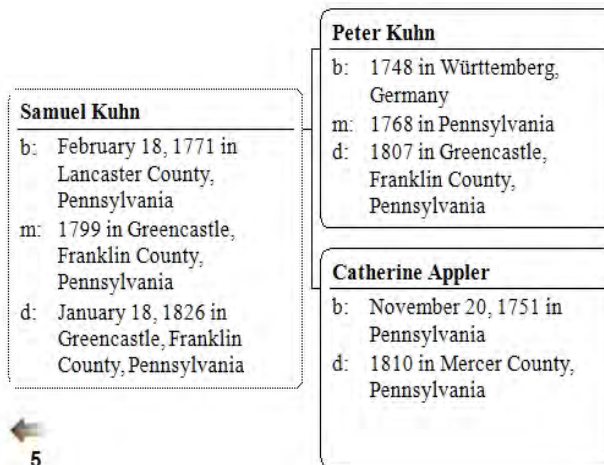 Peter Kuhn
b: 1748 in Württemberg,
Germany
m: 1768 in Pennsylvania
d: 1807 in Greencastle,
Franklin County,
Pennsylvania
Samuel Kuhn
b: February 18, 1771 in
Lancaster County,
Pennsylvania
m: 1799 in Greencastle,
Franklin County,
Pennsylvania
d: January 18, 1826 in
Greencastle, Franklin
County, Pennsylvania
Catherine Appler
b: November 20, 1751 in
Pennsylvania
d: 1810 in Mercer County,
Pennsylvania
5